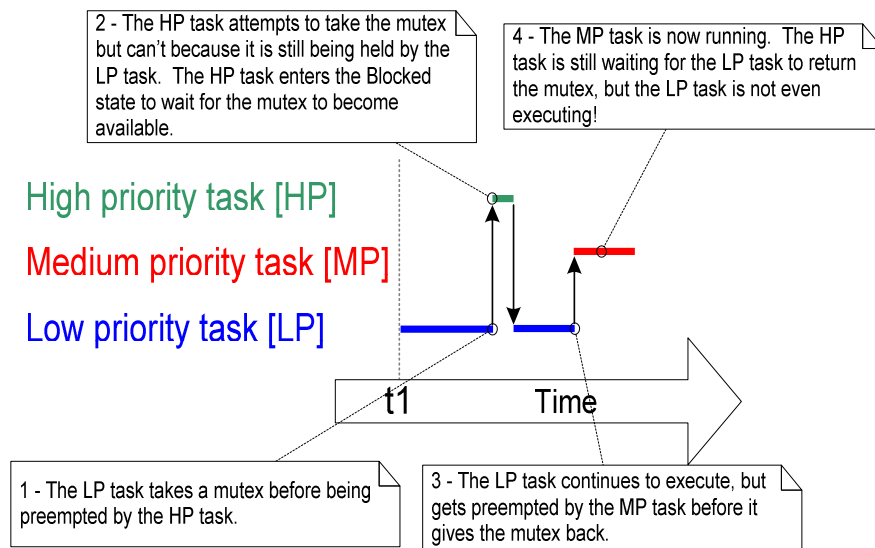 2 - The HP task attempts to take the mutex
but can't because it is still being held by the
LP task.  The HP task enters the Blocked
state to wait for the mutex to become
available.
4 - The MP task is now running.  The HP
task is still waiting for the LP task to return
the mutex, but the LP task is not even
executing!
High priority task [HP]
Medium priority task [MP]
Low priority task [LP]
t1
Time
1 - The LP task takes a mutex before being
preempted by the HP task.
3 - The LP task continues to execute, but
gets preempted by the MP task before it
gives the mutex back.